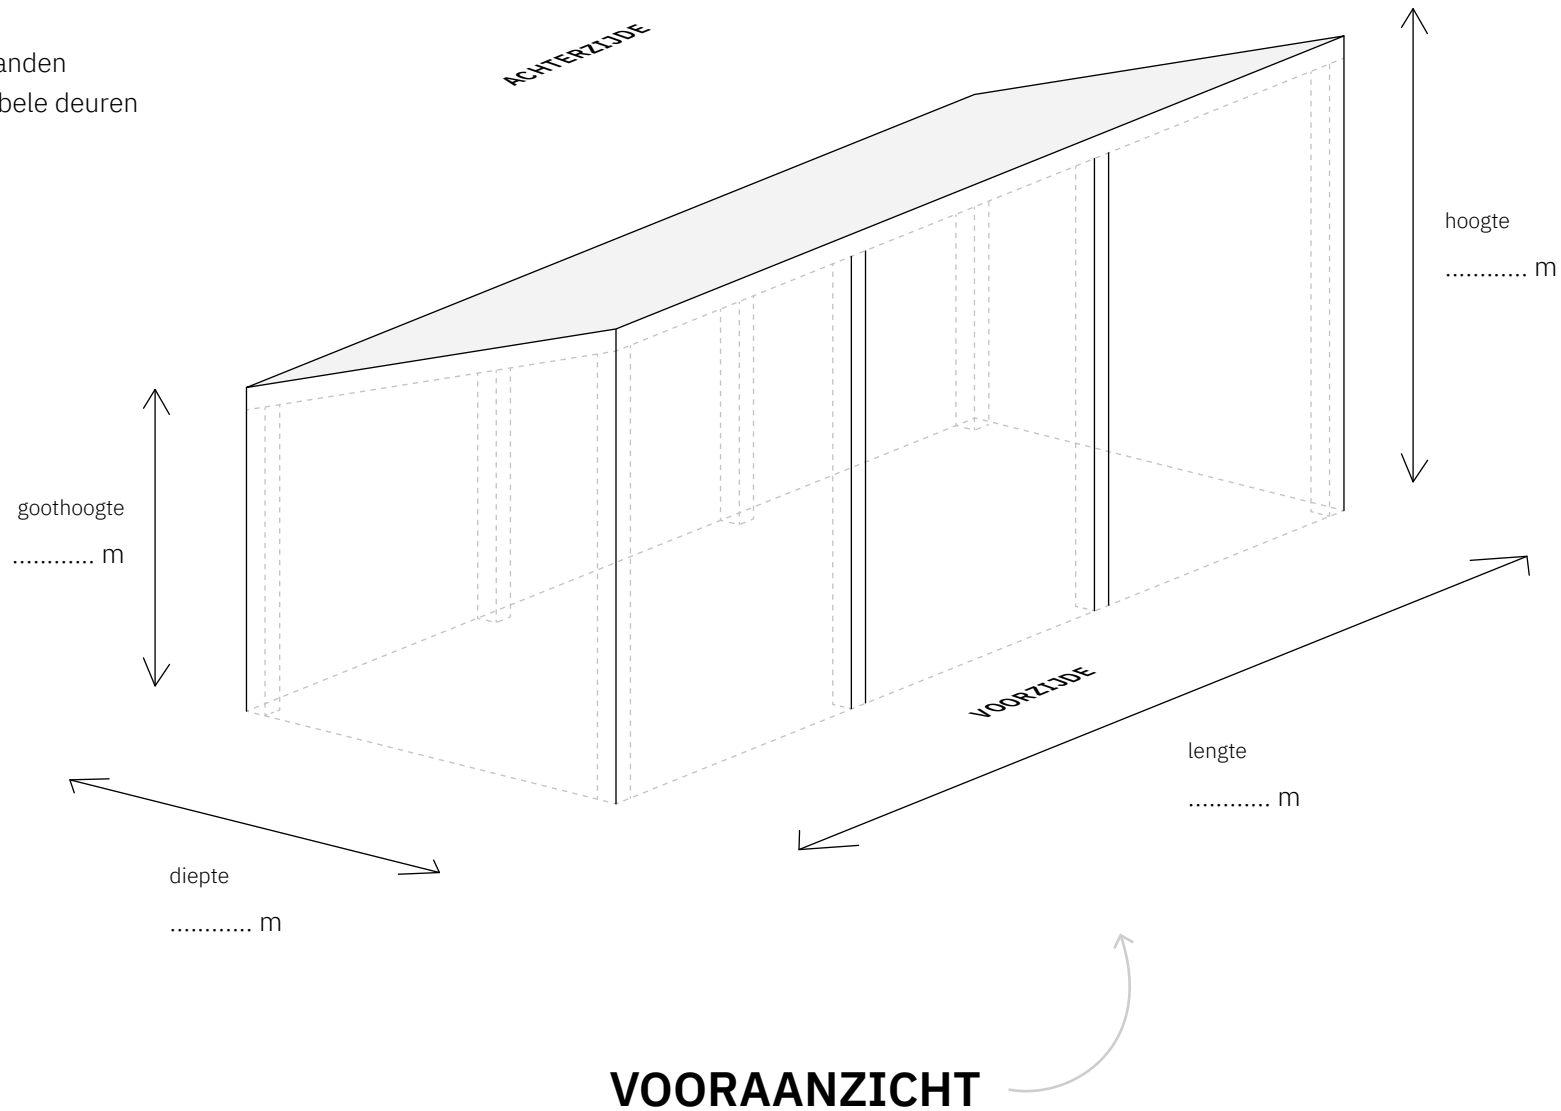 ACHTERZIJDE
anden
bele deuren
hoogte
............ m
goothoogte
............ m
VOORZIJDE
lengte
............ m
diepte
............ m
VOORAANZICHT